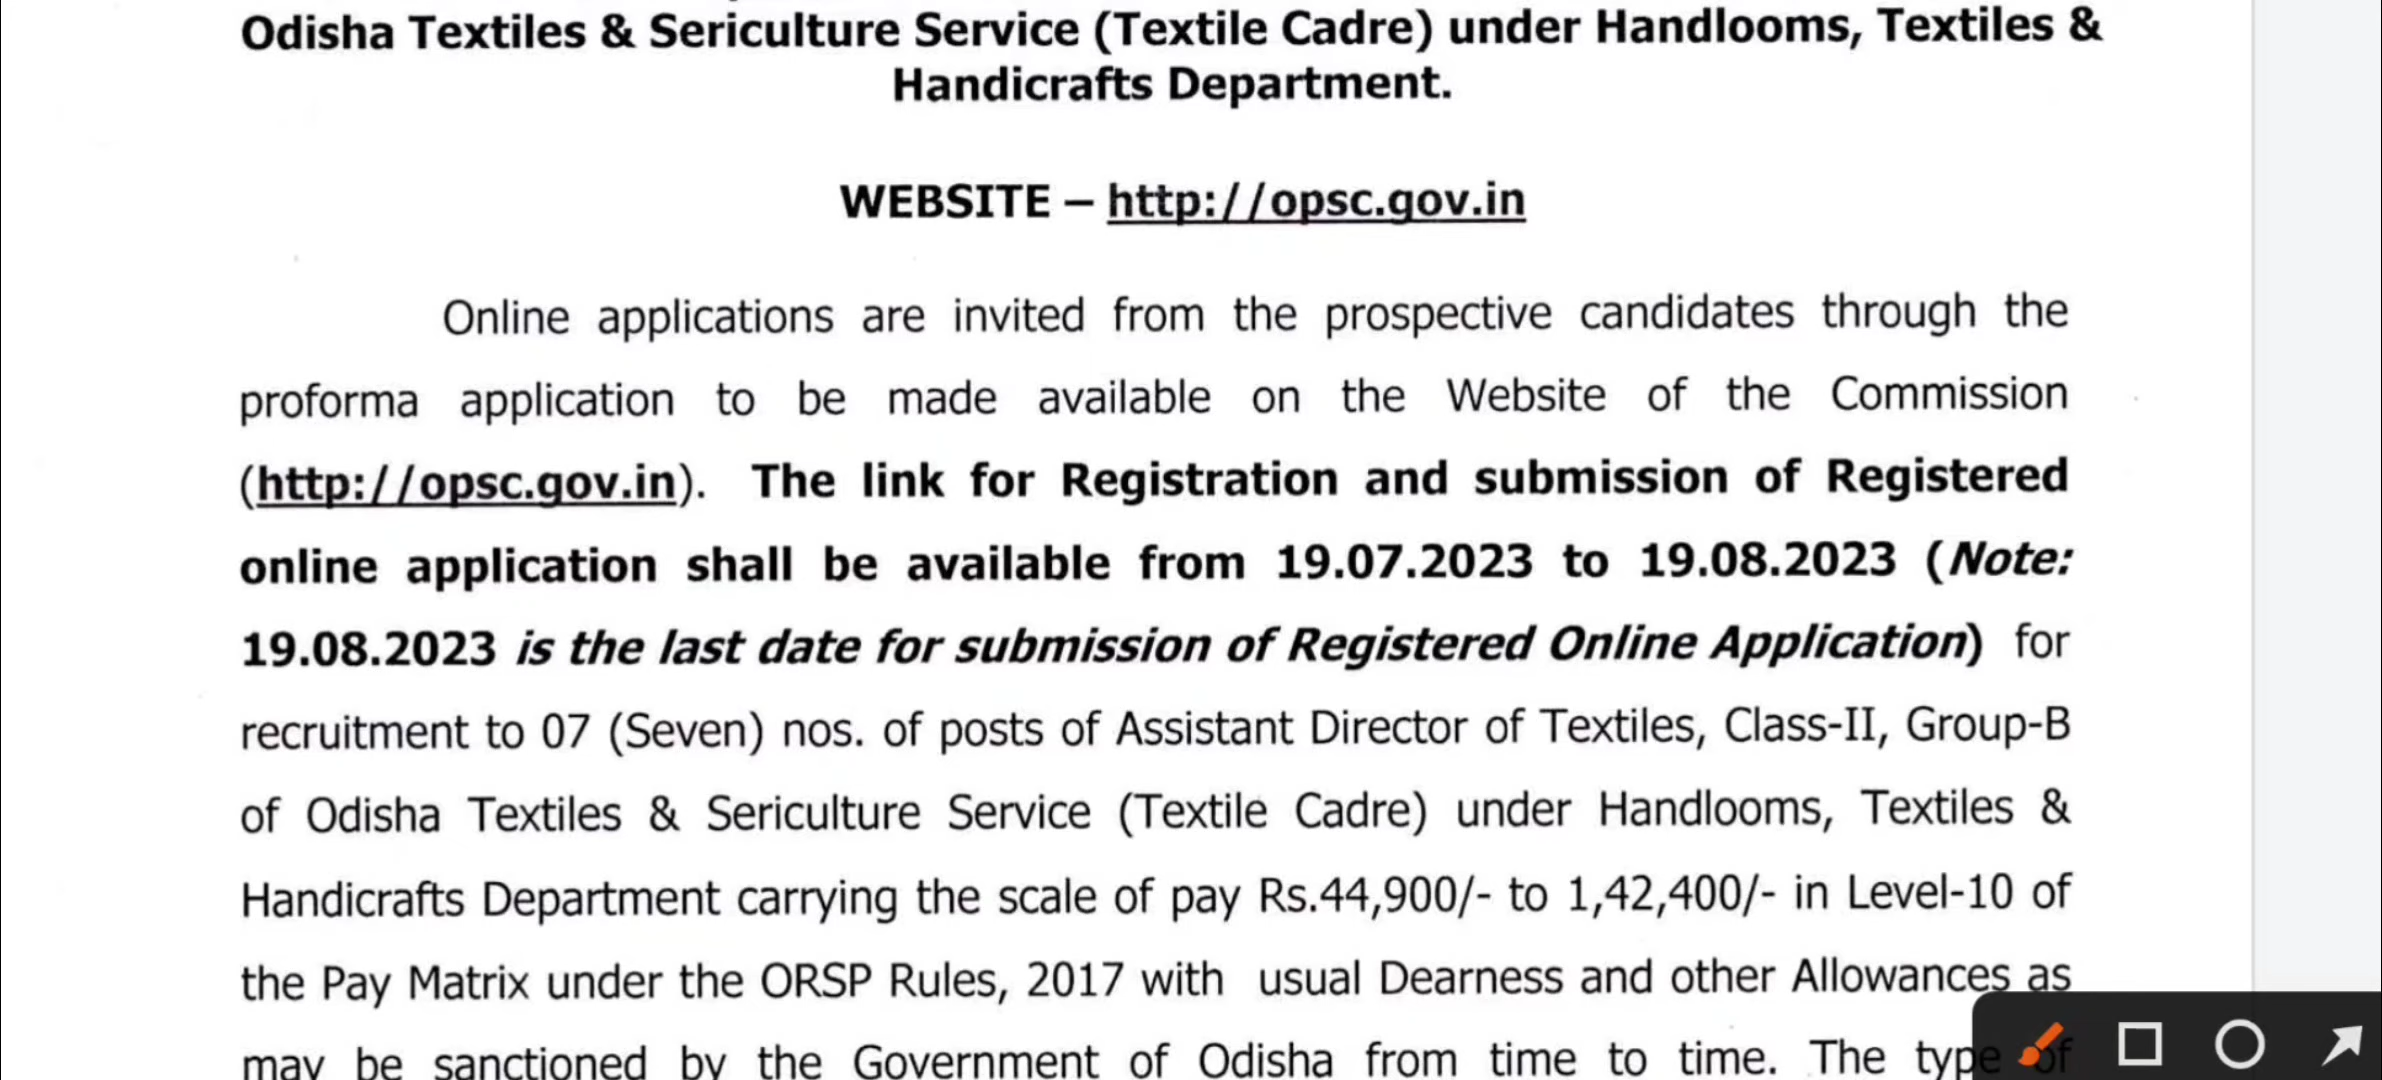 Odisha Textiles & Sericulture Service (Textile Cadre) under Handlooms, Textiles &
Handicrafts Department.
WEBSITE – http://opsc.gov.in
Online applications are invited from the prospective candidates through the
proforma application to be made available on the Website of the Commission
(http://opsc.gov.in). The link for Registration and submission of Registered
online application shall be available from 19.07.2023 to 19.08.2023 (Note:
19.08.2023 is the last date for submission of Registered Online Application) for
recruitment to 07 (Seven) nos. of posts of Assistant Director of Textiles, Class-II, Group-B
of Odisha Textiles & Sericulture Service (Textile Cadre) under Handlooms, Textiles &
Handicrafts Department carrying the scale of pay Rs.44,900/- to 1,42,400/- in Level-10 of
the Pay Matrix under the ORSP Rules, 2017 with usual Dearness and other Allowances as
may be sanctioned by the Government of Odisha from time to time. The type of